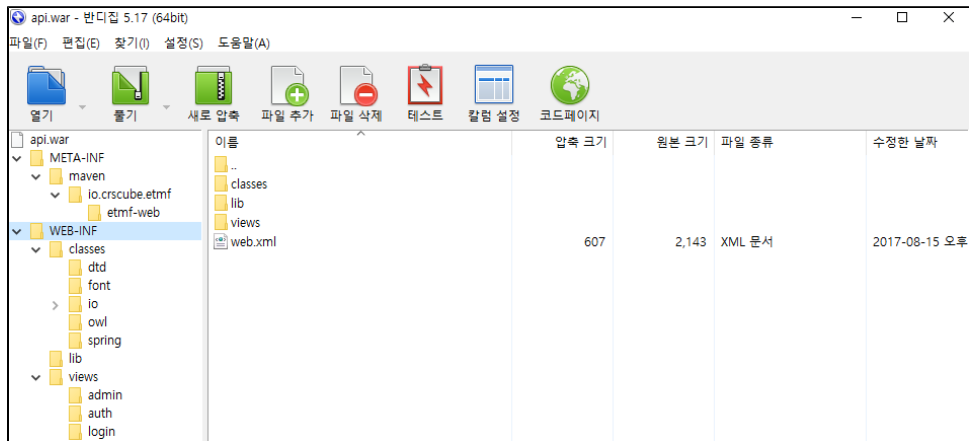 api.war - 반디집 5.17 (64bit)
파일(F) 편집(E) 찾기(I) 설정(S) 도움말(A)
열기 풀기 새로 압축 파일 추가 파일 삭제 테스트 칼럼 설정 코드페이지
api.war
META-INF
maven
io.crscube.etmf
etmf-web
WEB-INF
classes
dtd
font
io
owl
spring
lib
views
admin
auth
login
이름 압축 크기 원본 크기 파일 종류 수정한 날짜
..
classes
lib
views
web.xml 607 2,143 XML 문서 2017-08-15 오후